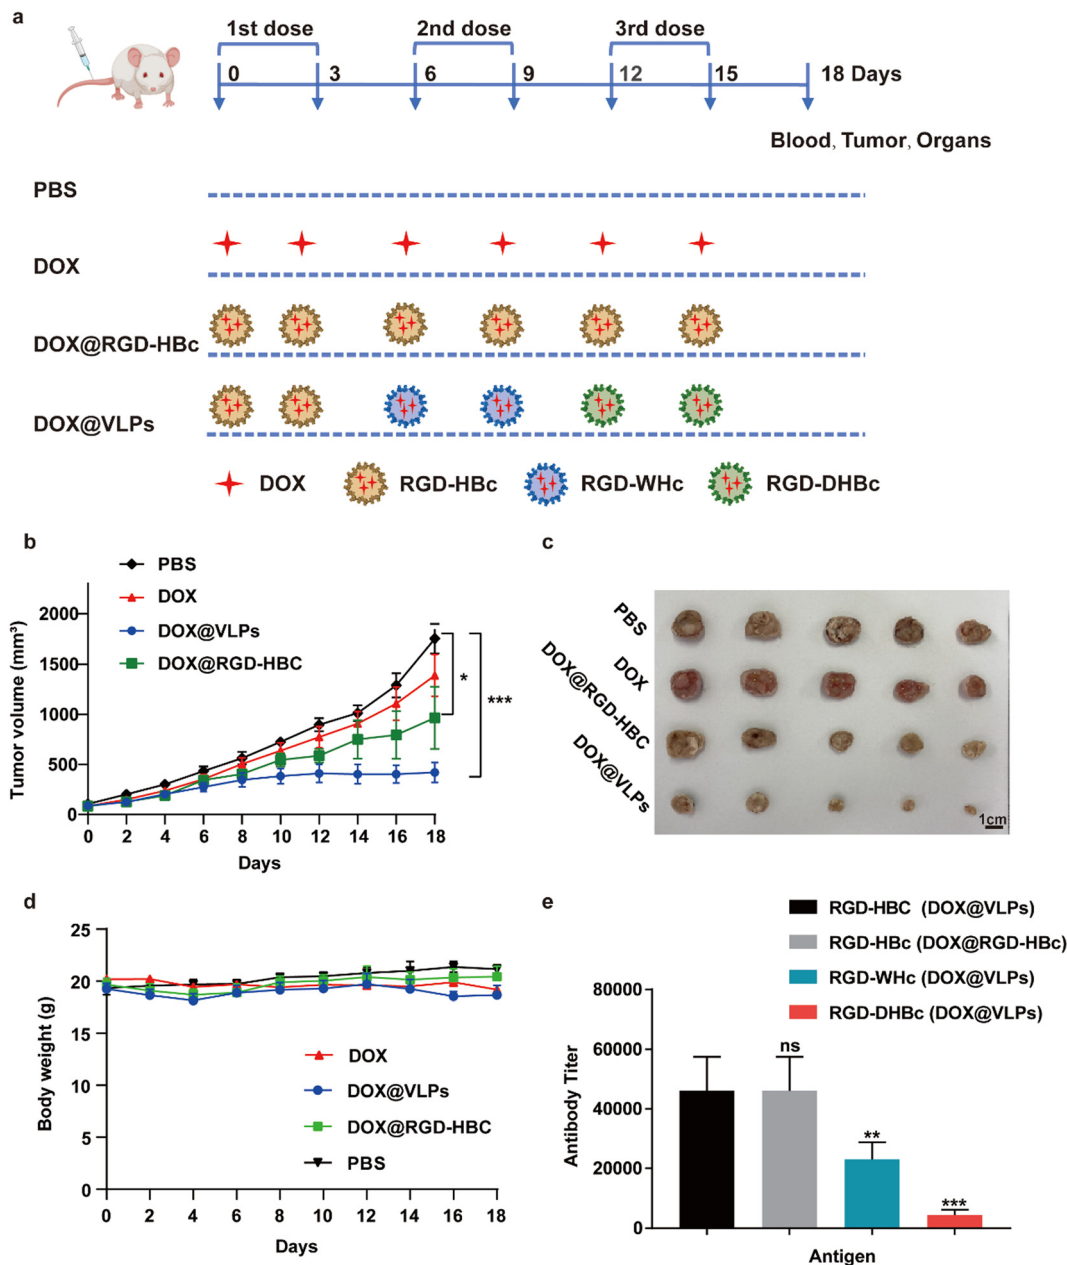 a
1st dose 2nd dose 3rd dose
0 3 6 9 12 15 18 Days
Blood, Tumor, Organs
PBS
DOX
DOX@RGD-HBc
DOX@VLPs
DOX RGD-HBc RGD-WHc RGD-DHBc
b
PBS
DOX
DOX@VLPs
DOX@RGD-HBC
Tumor volume (mm³)
2000
1500
1000
500
0
*
***
0 2 4 6 8 10 12 14 16 18
Days
c
PBS
DOX
DOX@RGD-HBC
DOX@VLPs
1cm
d
Body weight (g)
25
20
15
10
5
0
DOX
DOX@VLPs
DOX@RGD-HBC
PBS
0 2 4 6 8 10 12 14 16 18
Days
e
RGD-HBC (DOX@VLPs)
RGD-HBc (DOX@RGD-HBc)
RGD-WHc (DOX@VLPs)
RGD-DHBc (DOX@VLPs)
Antibody Titer
80000
60000
40000
20000
0
ns
**
***
Antigen